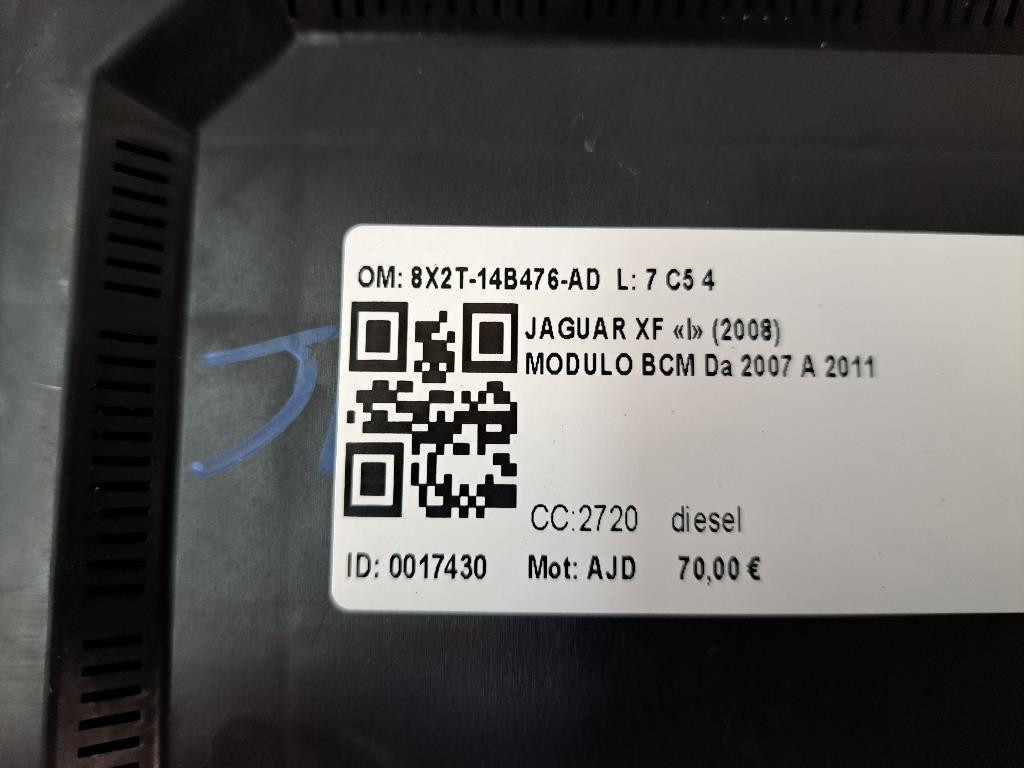 OM: 8X2T-14B476-AD L: 7 C5 4
JAGUAR XF «I» (2008)
MODULO BCM Da 2007 A 2011
CC:2720 diesel
ID: 0017430 Mot: AJD 70,00 €